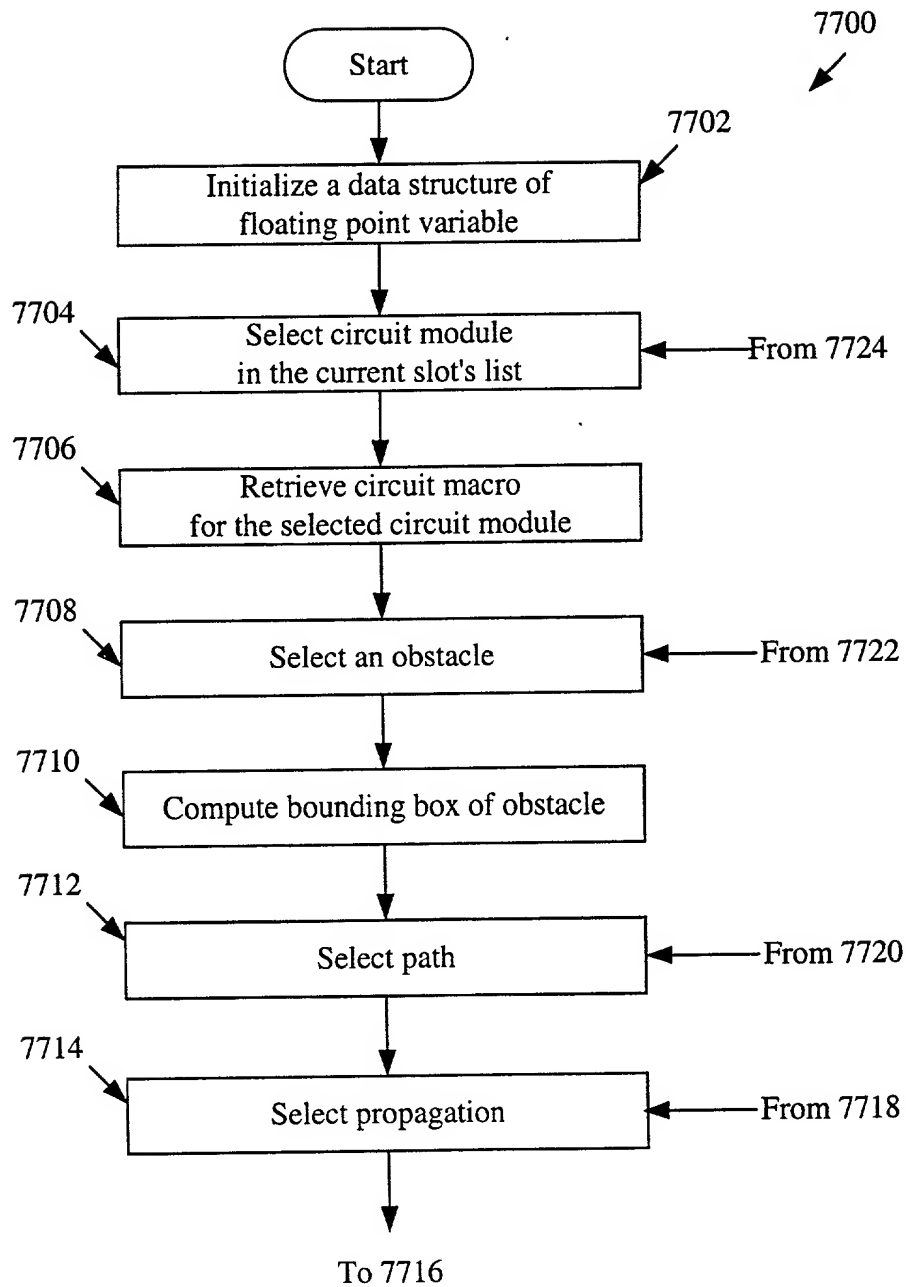 7700
Start
7702
Initialize a data structure of
floating point variable
7704
Select circuit module
in the current slot's list
From 7724
7706
Retrieve circuit macro
for the selected circuit module
7708
Select an obstacle
From 7722
7710
Compute bounding box of obstacle
7712
Select path
From 7720
7714
Select propagation
From 7718
To 7716